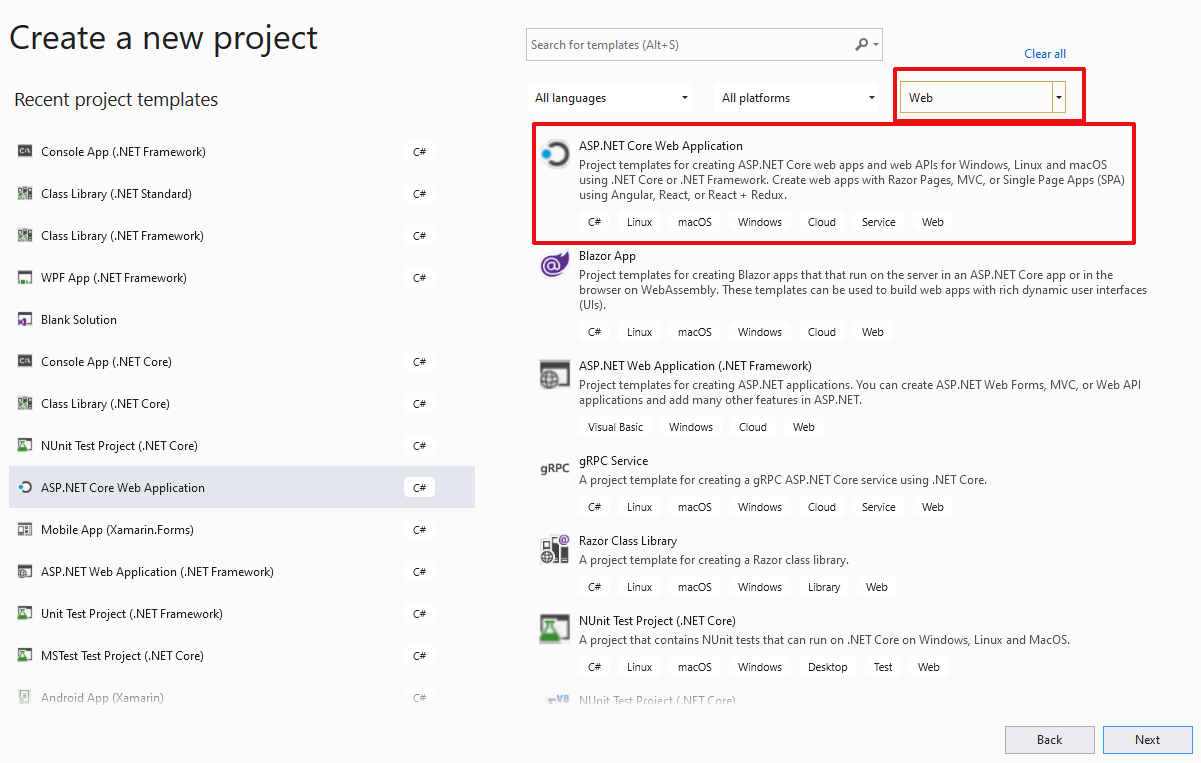 Create a new project
Search for templates (Alt+S)
Clear all
Recent project templates
All languages
All platforms
Web
Console App (.NET Framework)
C#
Class Library (.NET Standard)
C#
Class Library (.NET Framework)
C#
WPF App (.NET Framework)
C#
Blank Solution
Console App (.NET Core)
C#
Class Library (.NET Core)
C#
NUnit Test Project (.NET Core)
C#
ASP.NET Core Web Application
C#
Mobile App (Xamarin.Forms)
C#
ASP.NET Web Application (.NET Framework)
C#
Unit Test Project (.NET Framework)
C#
MSTest Test Project (.NET Core)
C#
Android App (Xamarin)
C#
ASP.NET Core Web Application
Project templates for creating ASP.NET Core web apps and web APIs for Windows, Linux and macOS
using .NET Core or .NET Framework. Create web apps with Razor Pages, MVC, or Single Page Apps (SPA)
using Angular, React, or React + Redux.
C# Linux macOS Windows Cloud Service Web
Blazor App
Project templates for creating Blazor apps that that run on the server in an ASP.NET Core app or in the
browser on WebAssembly. These templates can be used to build web apps with rich dynamic user interfaces
(UIs).
C# Linux macOS Windows Cloud Web
ASP.NET Web Application (.NET Framework)
Project templates for creating ASP.NET applications. You can create ASP.NET Web Forms, MVC, or Web API
applications and add many other features in ASP.NET.
Visual Basic Windows Cloud Web
gRPC
gRPC Service
A project template for creating a gRPC ASP.NET Core service using .NET Core.
C# Linux macOS Windows Cloud Service Web
Razor Class Library
A project template for creating a Razor class library.
C# Linux macOS Windows Library Web
NUnit Test Project (.NET Core)
A project that contains NUnit tests that can run on .NET Core on Windows, Linux and MacOS.
C# Linux macOS Windows Desktop Test Web
VB
NUnit Test Project (.NET Core)
Back
Next